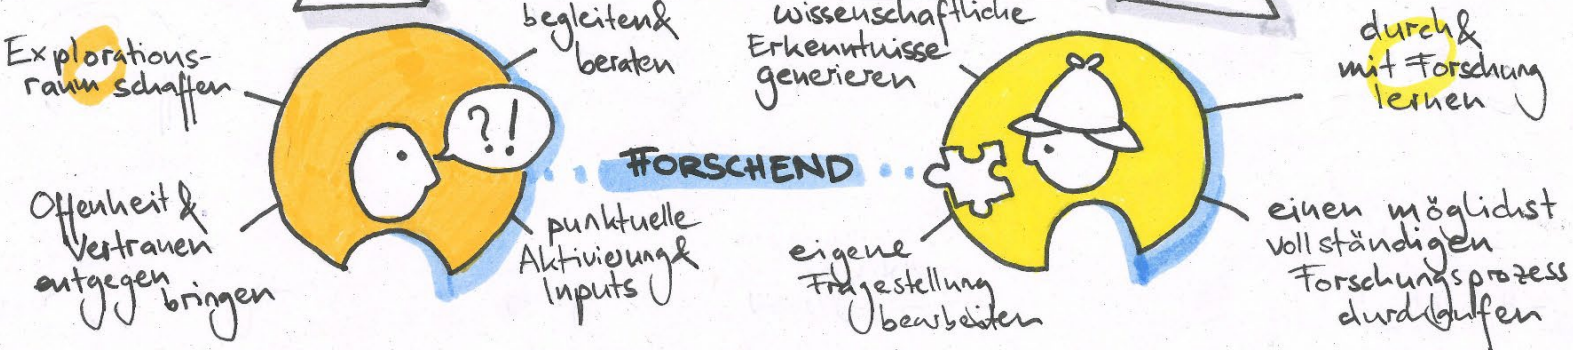 Explorations-
raum schaffen
begleiten&
beraten
Offenheit &
Vertrauen
entgegen
bringen
?!
punktuelle
Aktivierung&
Inputs
FORSCHEND
wissenschaftliche
Erkenntnisse
generieren
durch&
mit Forschung
lernen
eigene
Fragestellung
bearbeiten
einen möglichst
vollständigen
Forschungsprozess
durchlaufen